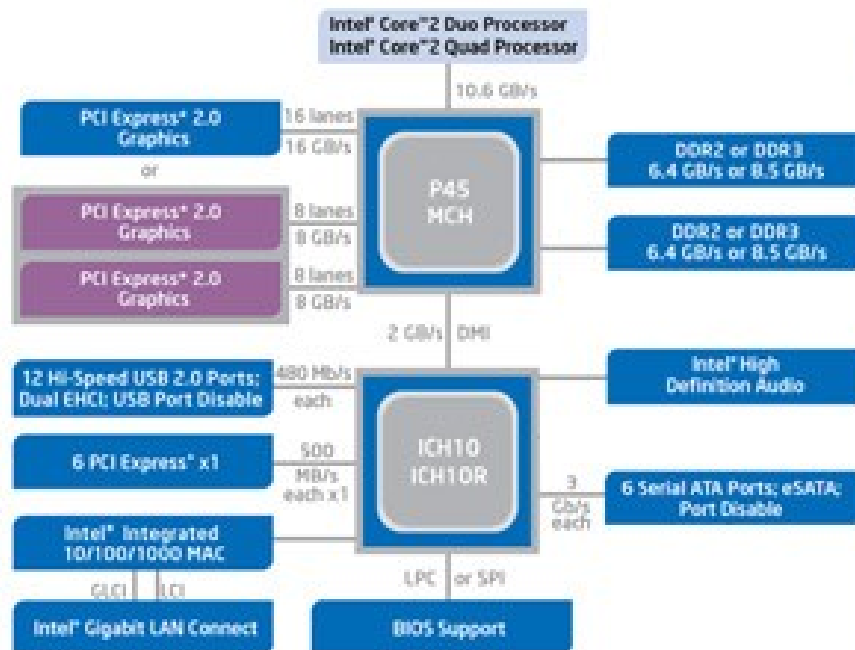 Intel® Core™2 Duo Processor
Intel® Core™2 Quad Processor
10.6 GB/s
PCI Express* 2.0
Graphics
16 lanes
16 GB/s
or
PCI Express* 2.0
Graphics
8 lanes
8 GB/s
PCI Express* 2.0
Graphics
8 lanes
8 GB/s
P45
MCH
DDR2 or DDR3
6.4 GB/s or 8.5 GB/s
DDR2 or DDR3
6.4 GB/s or 8.5 GB/s
2 GB/s DMI
12 Hi-Speed USB 2.0 Ports;
Dual EHCI; USB Port Disable
480 Mb/s
each
Intel® High
Definition Audio
6 PCI Express* x1
500
MB/s
each x1
ICH10
ICH10R
3
Gb/s
each
6 Serial ATA Ports; eSATA;
Port Disable
Intel® Integrated
10/100/1000 MAC
GLCI LCI
Intel® Gigabit LAN Connect
LPC or SPI
BIOS Support